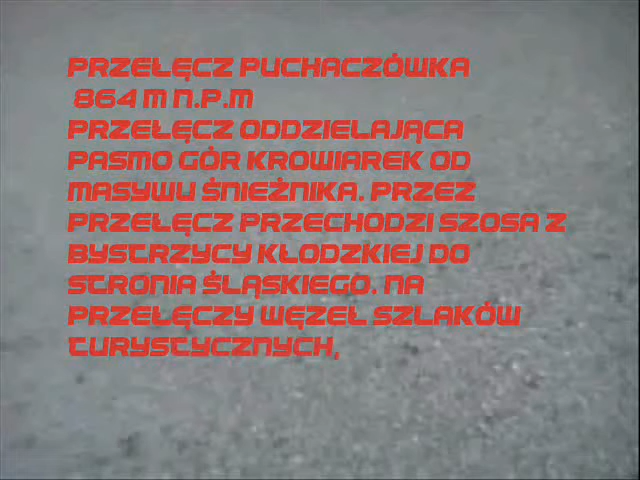 PRZEŁĘCZ PUCHACZÓWKA
864 M N.P.M
PRZEŁĘCZ ODDZIELAJĄCA
PASMO GÓR KROWIAREK OD
MASYWU ŚNIEŻNIKA. PRZEZ
PRZEŁĘCZ PRZECHODZI SZOSA Z
BYSTRZYCY KŁODZKIEJ DO
STRONIA ŚLĄSKIEGO. NA
PRZEŁĘCZY WĘZEŁ SZLAKÓW
TURYSTYCZNYCH,